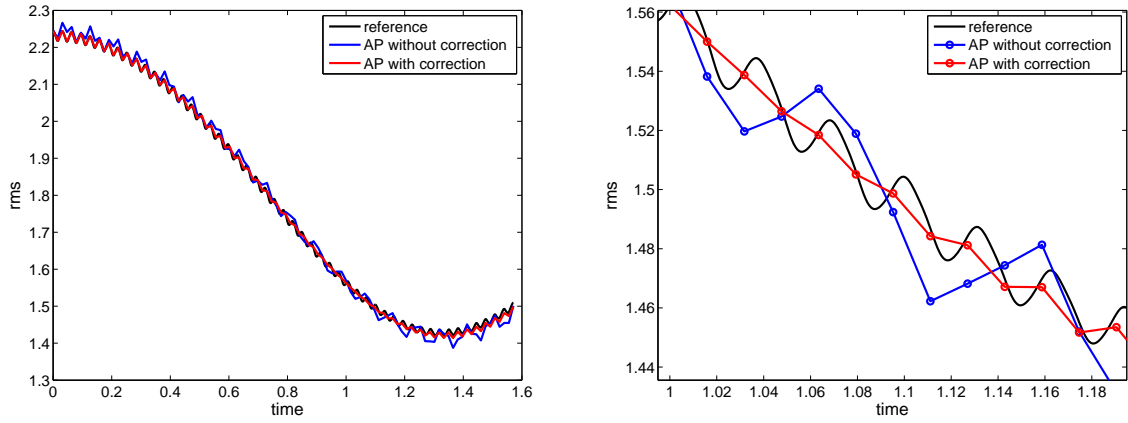 2.3
2.2
2.1
2
1.9
1.8
1.7
1.6
1.5
1.4
1.3
rms
0 0.2 0.4 0.6 0.8 1 1.2 1.4 1.6
time
reference
AP without correction
AP with correction
1.56
1.54
1.52
1.5
1.48
1.46
1.44
rms
1 1.02 1.04 1.06 1.08 1.1 1.12 1.14 1.16 1.18
time
reference
AP without correction
AP with correction